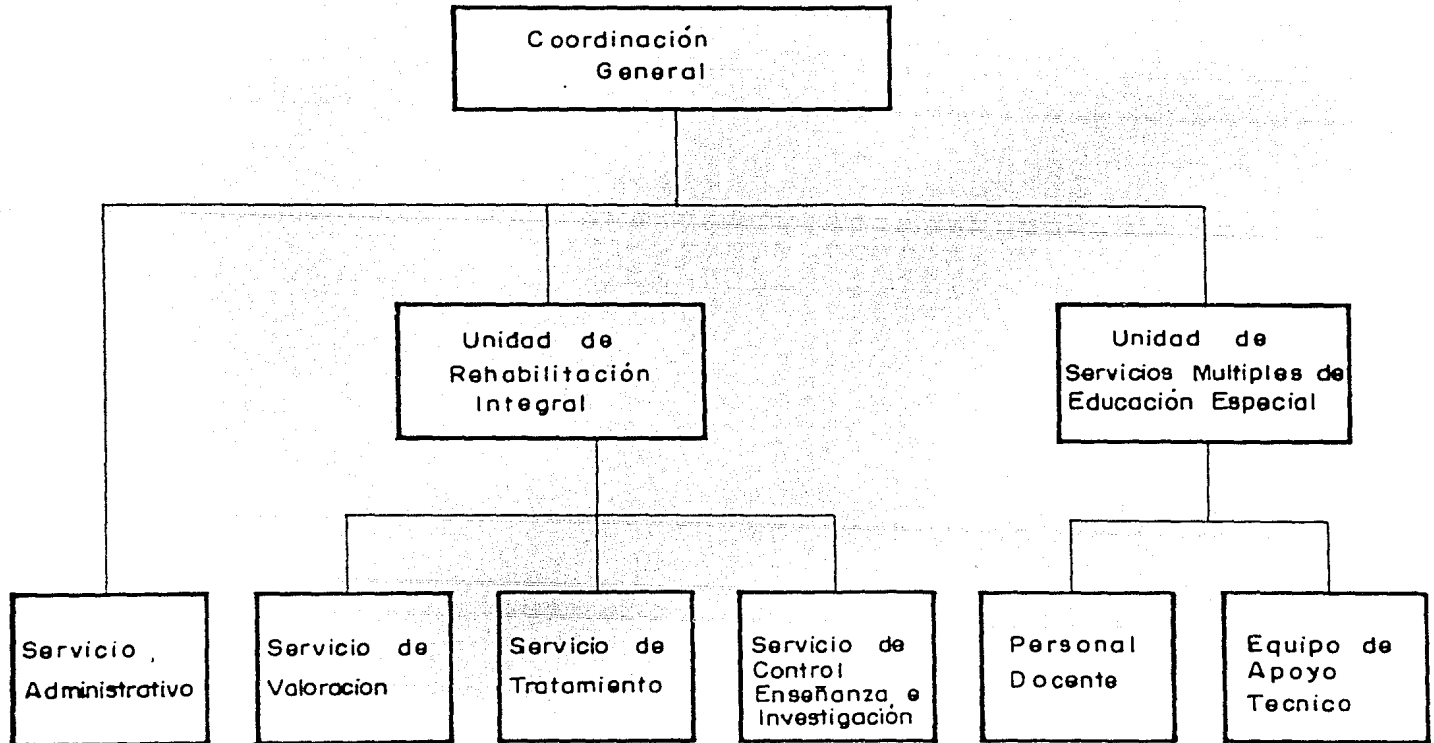 Coordinación
General
Unidad de
Rehabilitación
Integral
Unidad de
Servicios Multiples de
Educación Especial
Servicio
Administrativo
Servicio de
Valoracion
Servicio de
Tratamiento
Servicio de
Control
Enseñanza e
Investigación
Personal
Docente
Equipo de
Apoyo
Tecnico